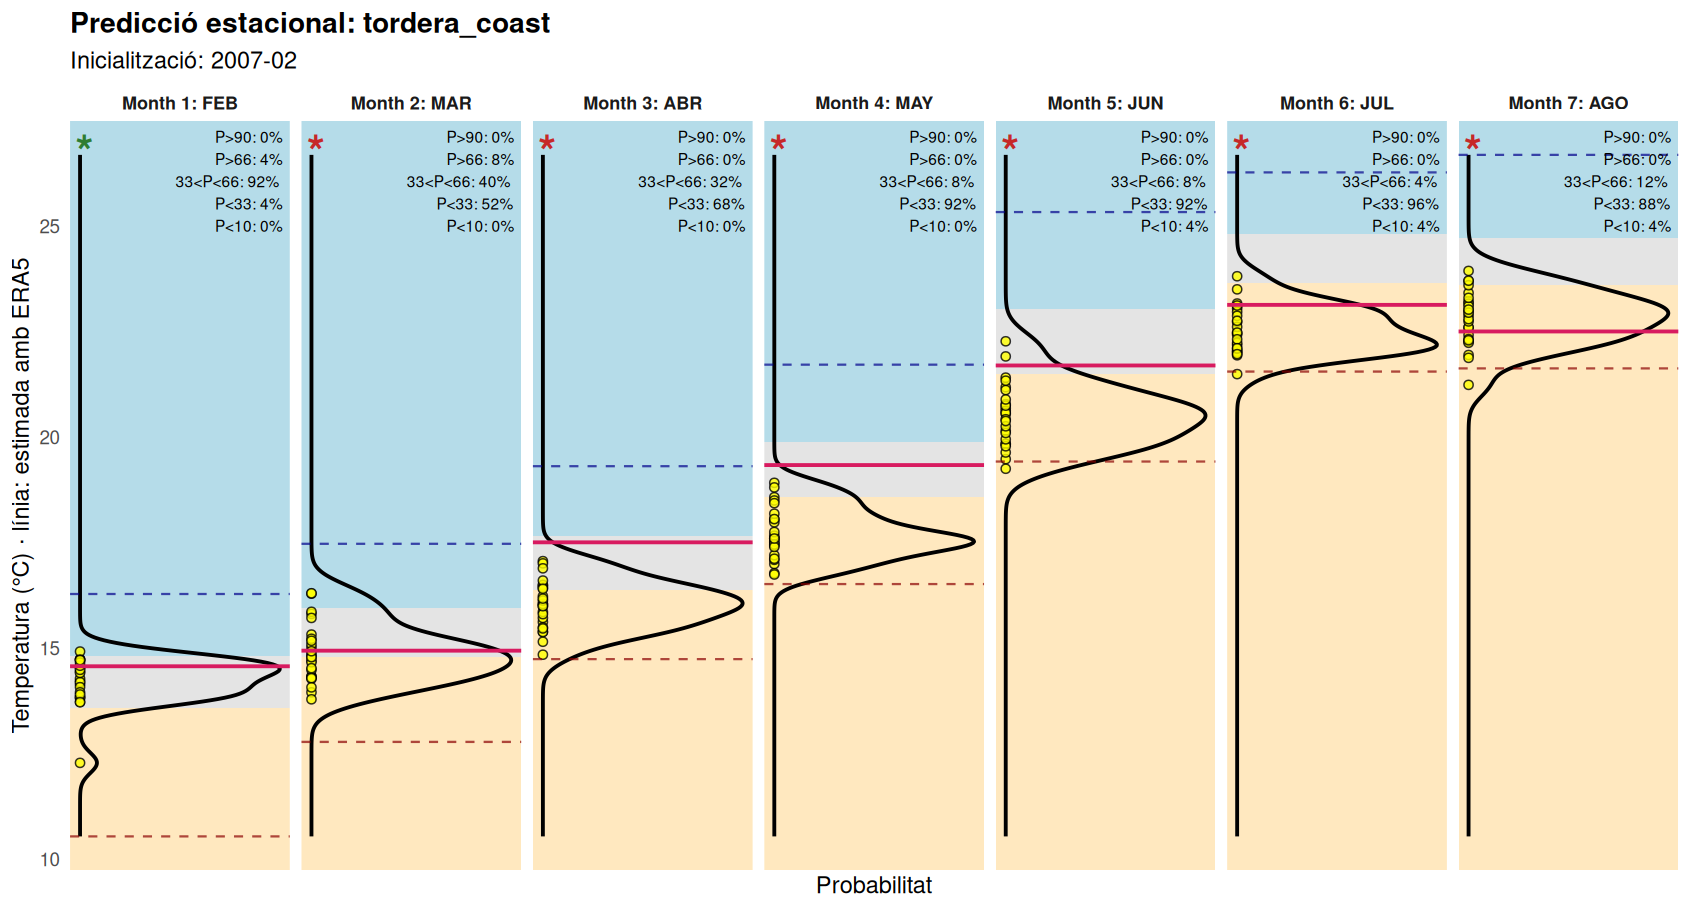 Predicció estacional: tordera_coast
Inicialització: 2007-02
Month 1: FEB
Month 2: MAR
Month 3: ABR
Month 4: MAY
Month 5: JUN
Month 6: JUL
Month 7: AGO
*
P>90: 0%
P>66: 4%
33<P<66: 92%
P<33: 4%
P<10: 0%
*
P>90: 0%
P>66: 8%
33<P<66: 40%
P<33: 52%
P<10: 0%
*
P>90: 0%
P>66: 0%
33<P<66: 32%
P<33: 68%
P<10: 0%
*
P>90: 0%
P>66: 0%
33<P<66: 8%
P<33: 92%
P<10: 0%
*
P>90: 0%
P>66: 0%
33<P<66: 8%
P<33: 92%
P<10: 4%
*
P>90: 0%
P>66: 0%
33<P<66: 4%
P<33: 96%
P<10: 4%
*
P>90: 0%
P>66: 0%
33<P<66: 12%
P<33: 88%
P<10: 4%
25
20
15
10
Temperatura (°C) · línia: estimada amb ERA5
Probabilitat